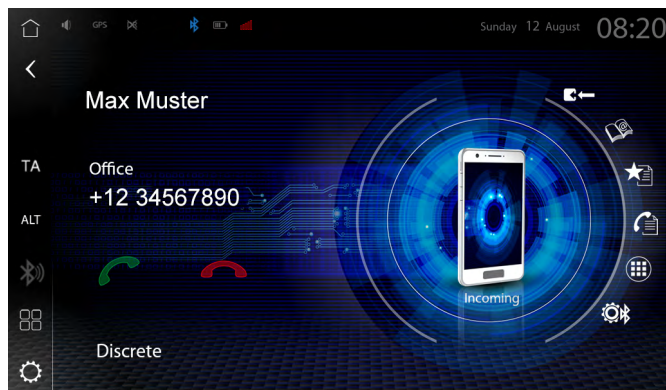 GPS
Sunday 12 August 08:20
Max Muster
TA
Office
+12 34567890
ALT
Incoming
Discrete